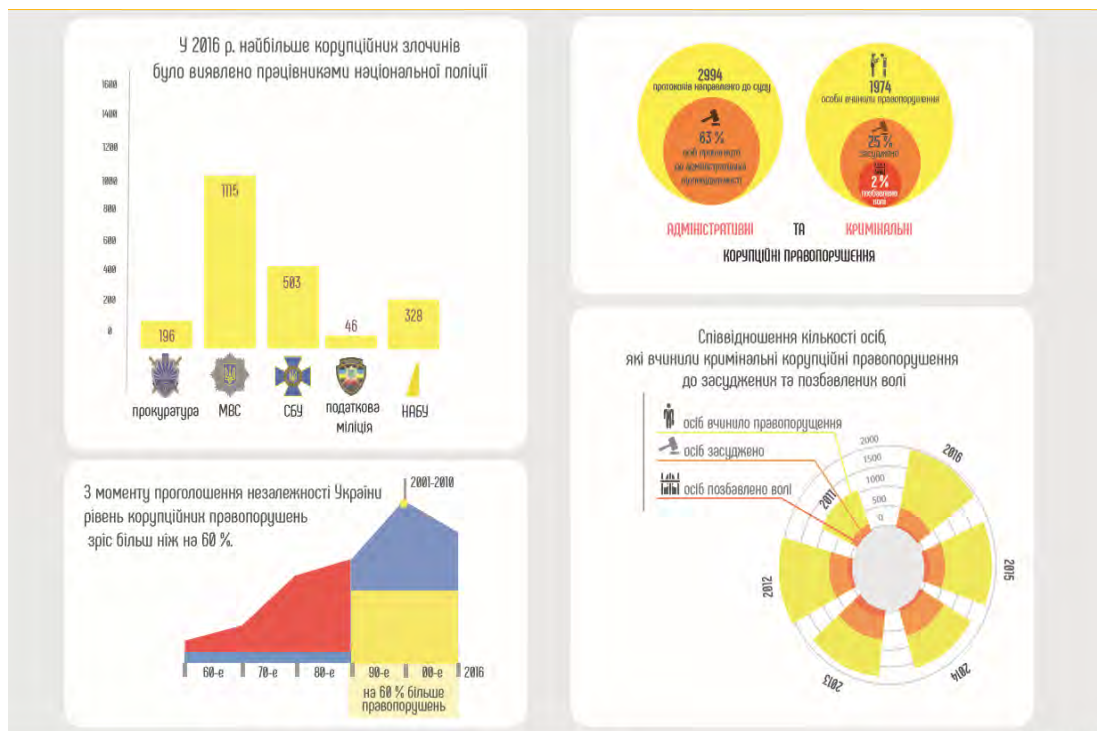 У 2016 р. найбільше корупційних злочинів
було виявлено працівниками національної поліції
1600
1400
1200
1000
800
600
400
200
0
196
1115
503
46
328
прокуратура
МВС
СБУ
податкова
міліція
НАБУ
2994
протоколів направлено до суду
63 %
осіб притягнуті
до адміністративної
відповідальності
1974
особи вчинили правопорушення
25 %
засуджено
2 %
позбавлено
волі
АДМІНІСТРАТИВНІ ТА КРИМІНАЛЬНІ
КОРУПЦІЙНІ ПРАВОПОРУШЕННЯ
З моменту проголошення незалежності України
рівень корупційних правопорушень
зріс більш ніж на 60 %.
2001-2010
60-е
70-е
80-е
90-е
00-е
2016
на 60 % більше
правопорушень
Співвідношення кількості осіб,
які вчинили кримінальні корупційні правопорушення
до засуджених та позбавлених волі
осіб вчинило правопорущення
осіб засуджено
осіб позбавлено волі
2000
1500
1000
500
0
2011
2016
2015
2014
2013
2012